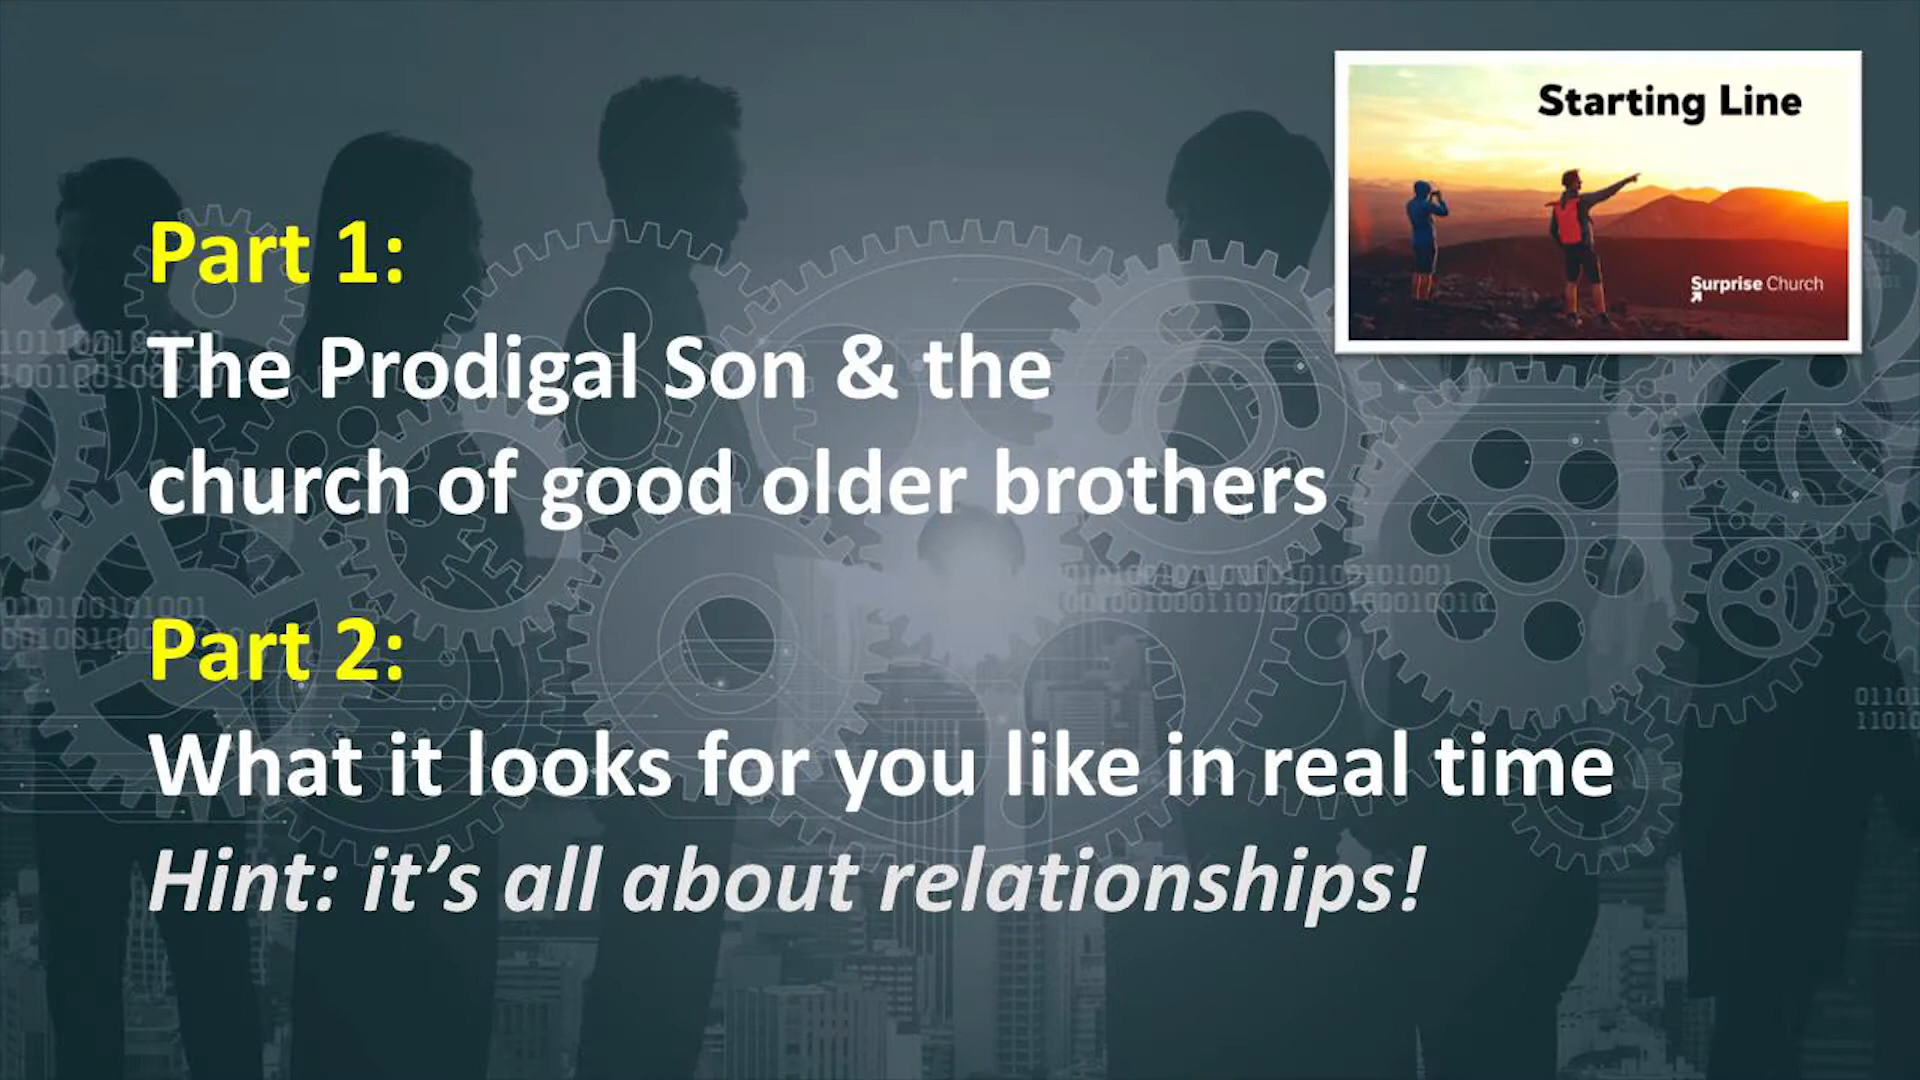 Starting Line
Surprise Church
Part 1:
The Prodigal Son & the
church of good older brothers
Part 2:
What it looks for you like in real time
Hint: it’s all about relationships!